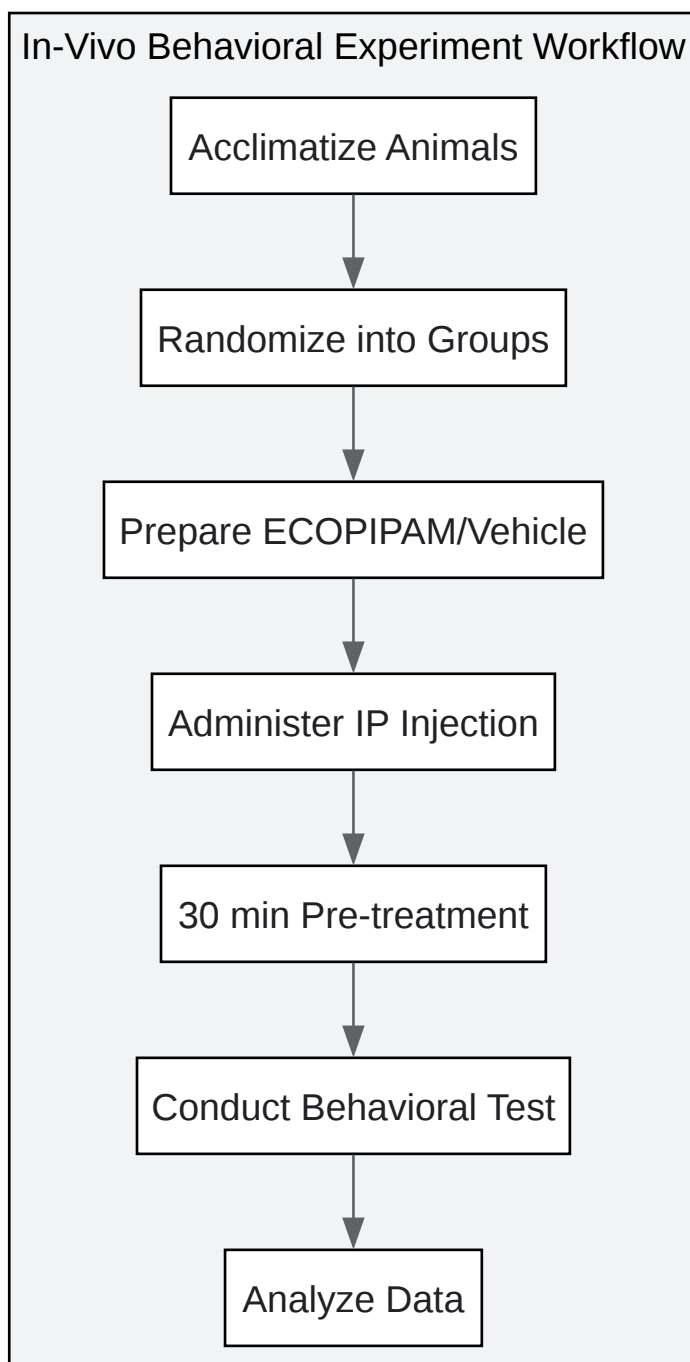 In-Vivo Behavioral Experiment Workflow
Acclimatize Animals
Randomize into Groups
Prepare ECOPIPAM/Vehicle
Administer IP Injection
30 min Pre-treatment
Conduct Behavioral Test
Analyze Data